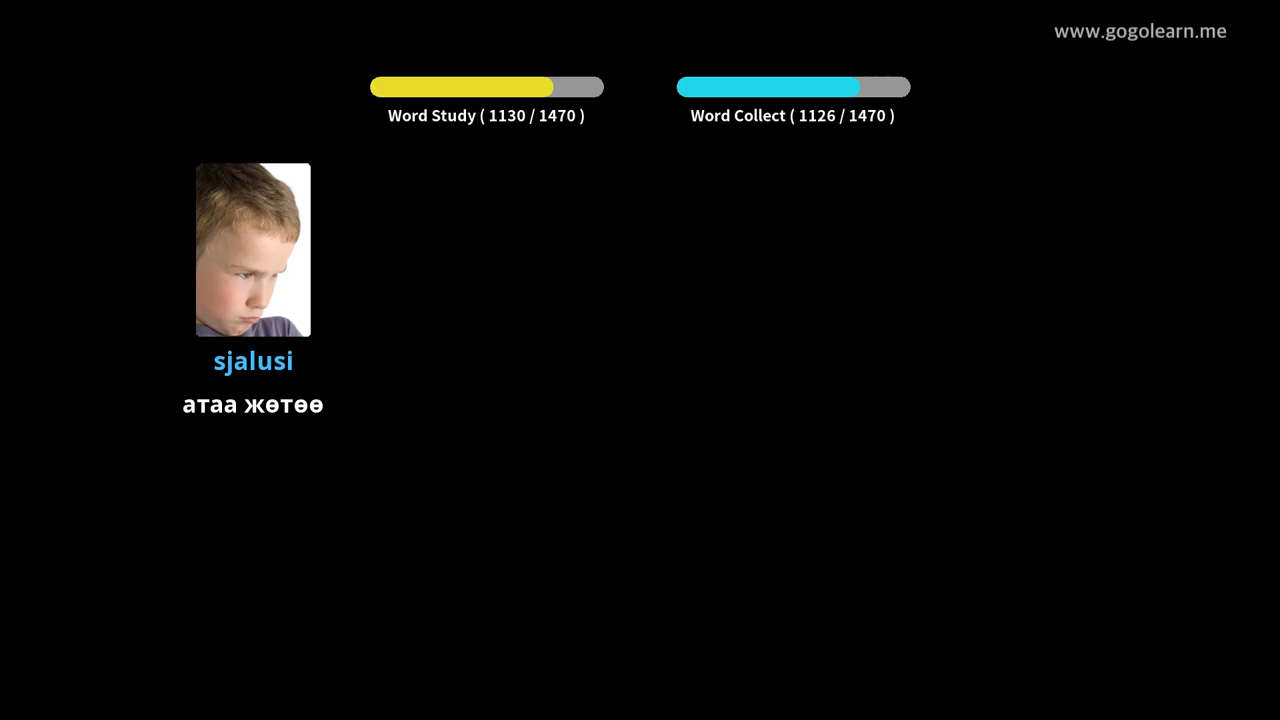 www.gogolearn.me
Word Study ( 1130 / 1470 )
Word Collect ( 1126 / 1470 )
sjalusi
атаа жөтөө